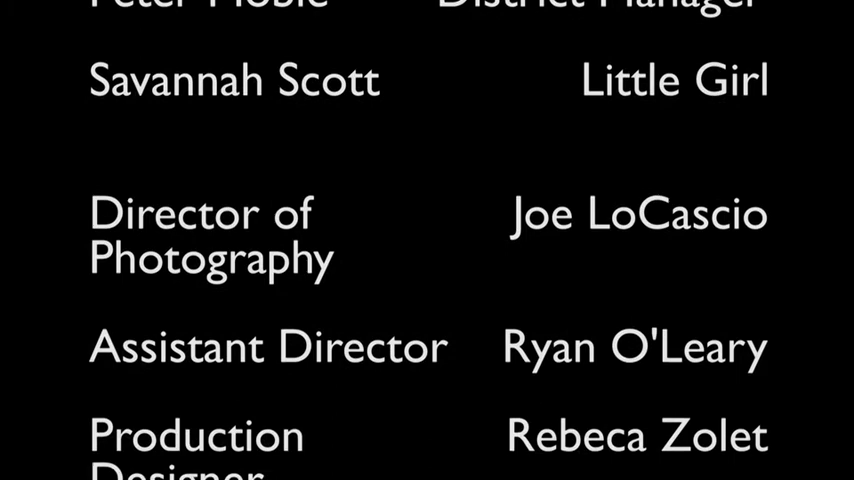 Peter District Manager
Savannah Scott Little Girl
Director of Joe LoCascio
Photography
Assistant Director Ryan O'Leary
Production Rebeca Zolet
Designer